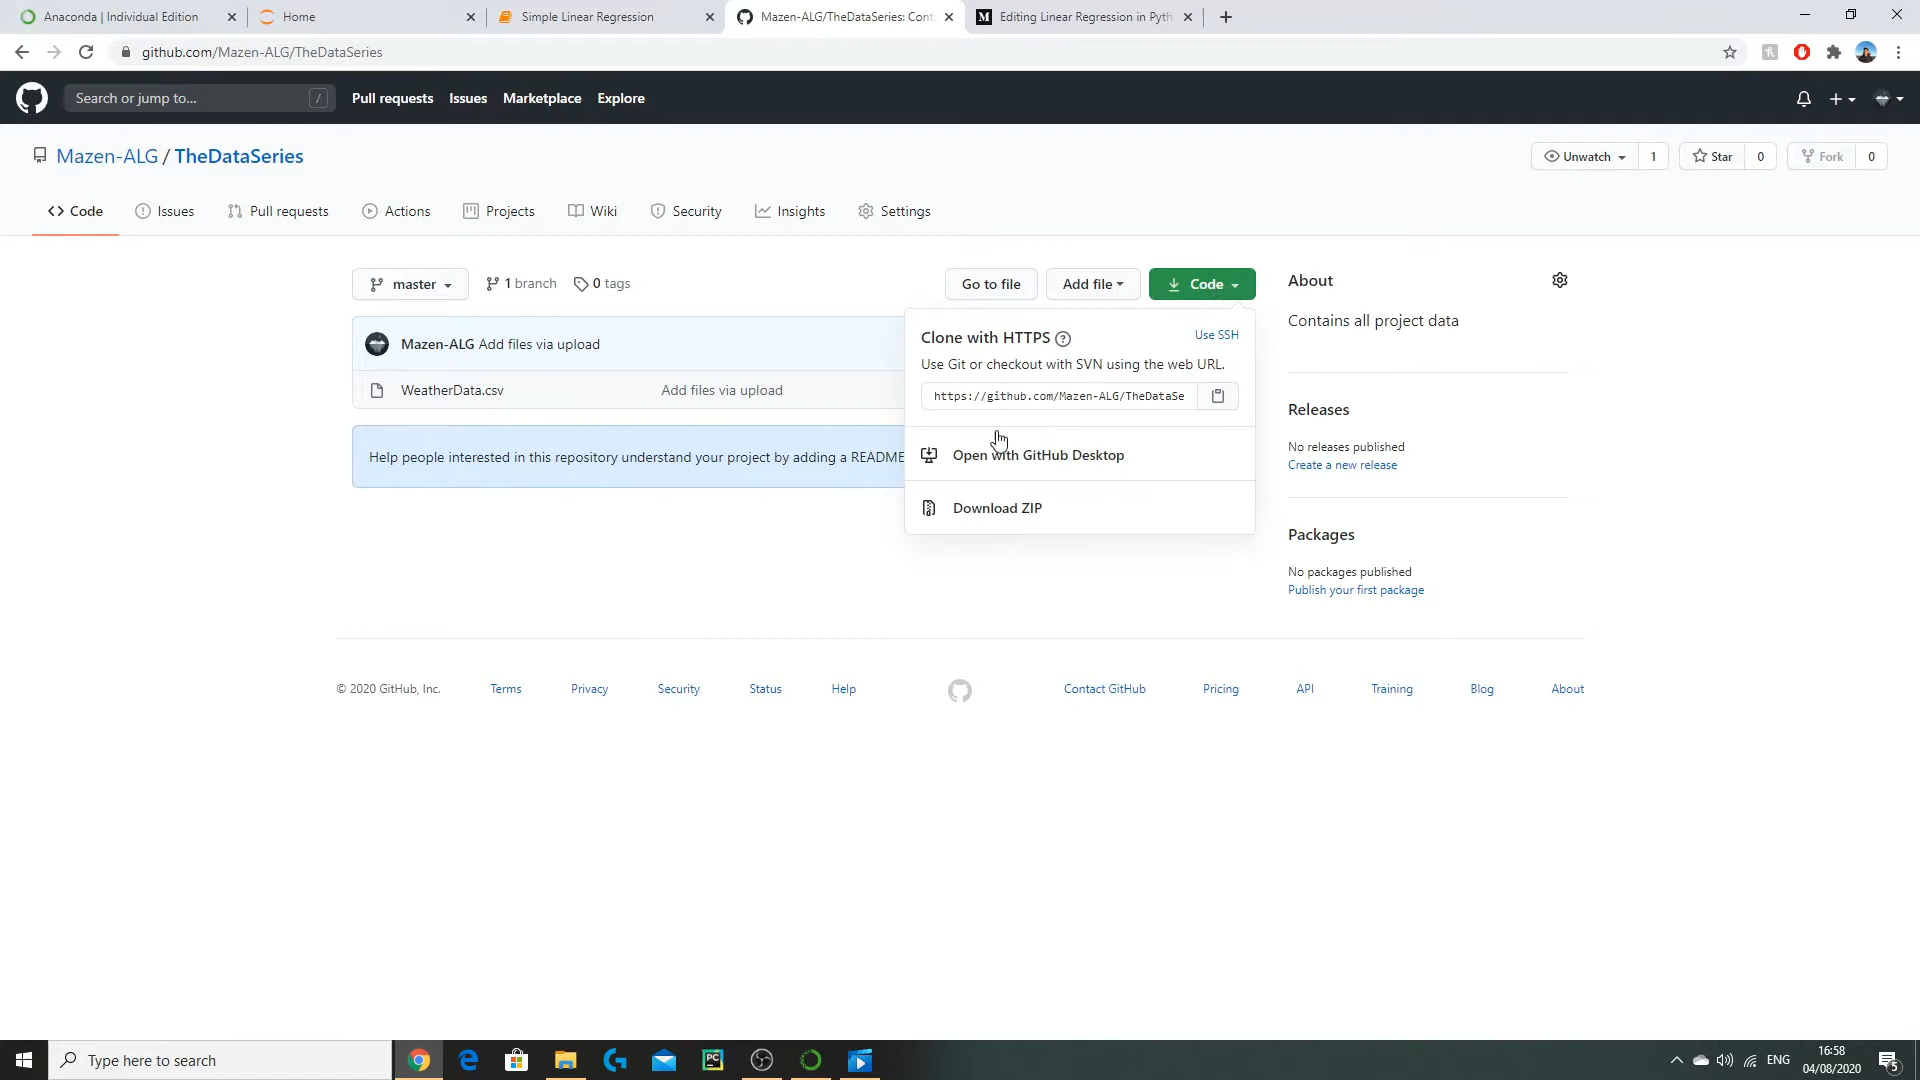 Anaconda | Individual Edition
Home
Simple Linear Regression
Mazen-ALG/TheDataSeries: Cont
M Editing Linear Regression in Pyth
github.com/Mazen-ALG/TheDataSeries
Search or jump to... /
Pull requests Issues Marketplace Explore
Mazen-ALG / TheDataSeries
Unwatch 1 Star 0 Fork 0
Code Issues Pull requests Actions Projects Wiki Security Insights Settings
master 1 branch 0 tags
Go to file Add file Code
About
Contains all project data
Mazen-ALG Add files via upload
WeatherData.csv Add files via upload
Help people interested in this repository understand your project by adding a README
Clone with HTTPS ? Use SSH
Use Git or checkout with SVN using the web URL.
https://github.com/Mazen-ALG/TheDataSe
Open with GitHub Desktop
Download ZIP
Releases
No releases published
Create a new release
Packages
No packages published
Publish your first package
© 2020 GitHub, Inc. Terms Privacy Security Status Help Contact GitHub Pricing API Training Blog About
Type here to search
PC
ENG
16:58
04/08/2020
5